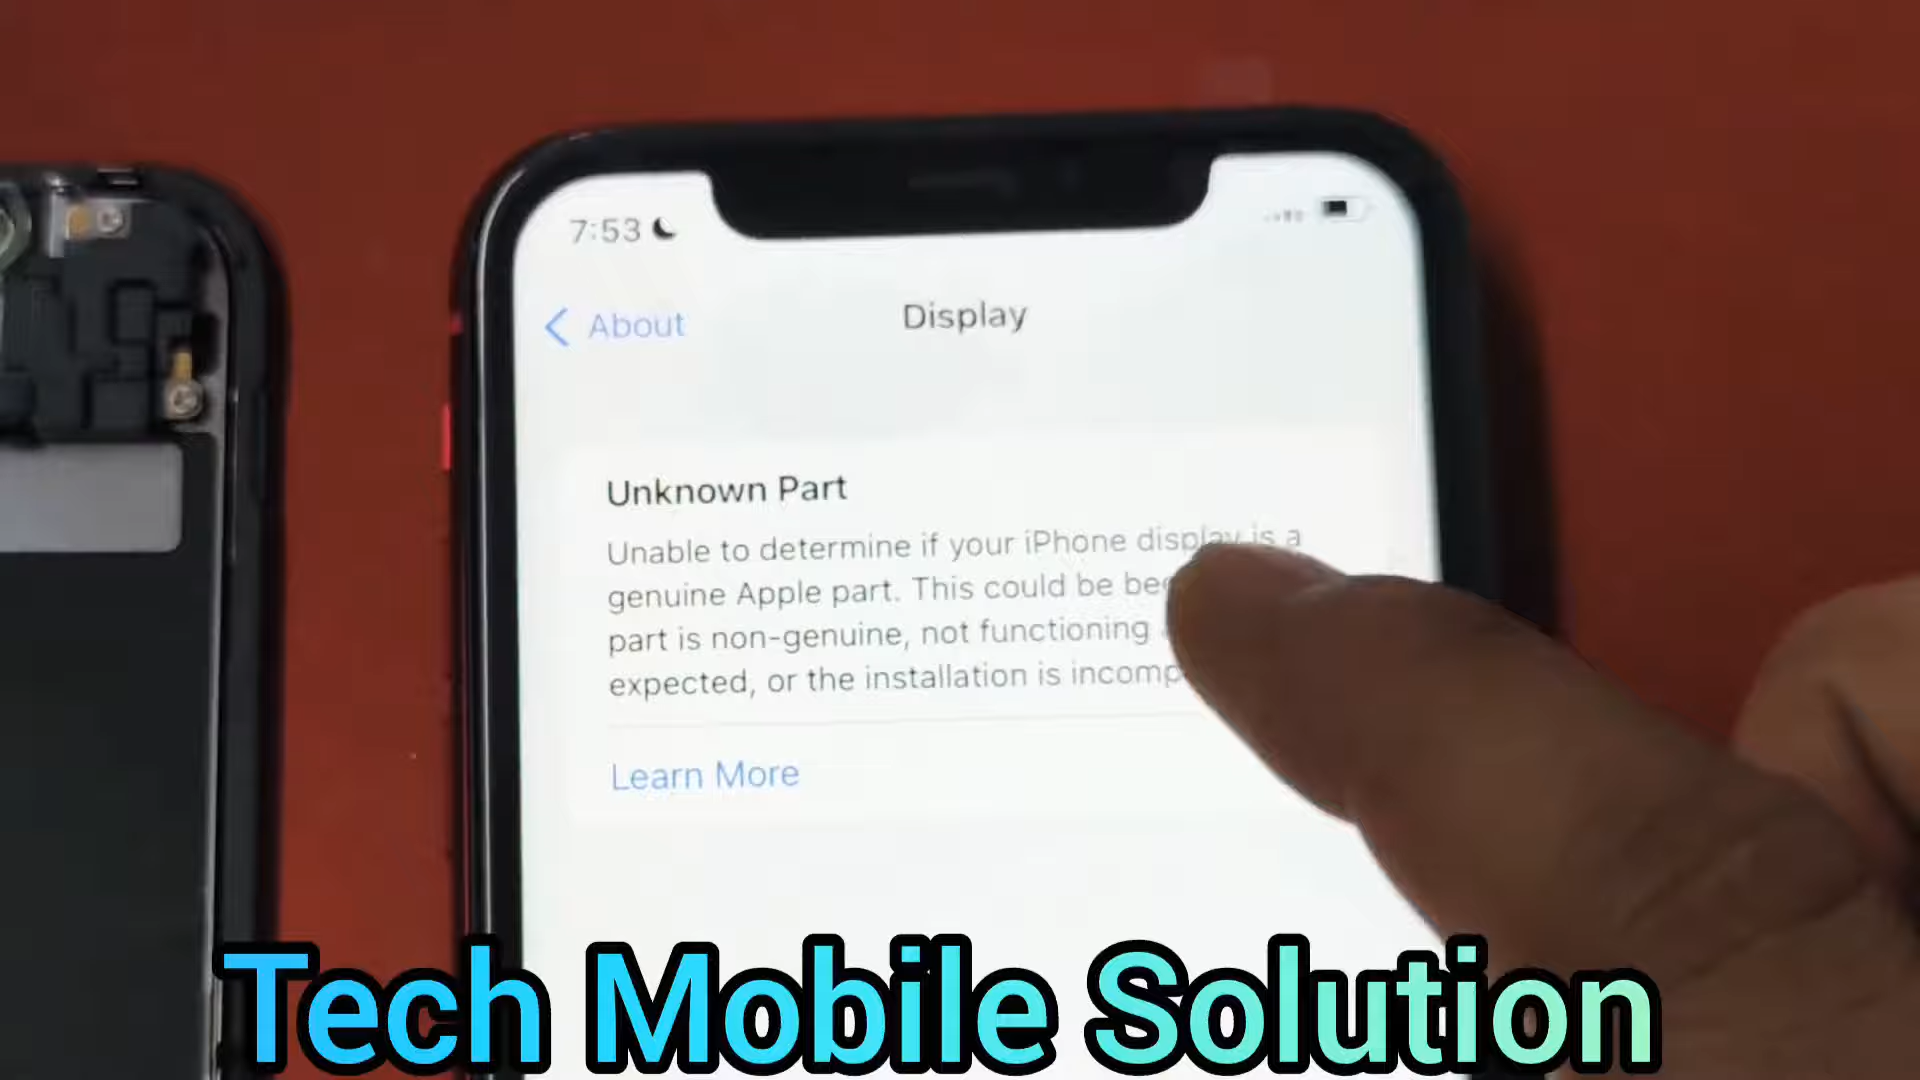 7:53
About
Display
Unknown Part
Unable to determine if your iPhone display is a
genuine Apple part. This could be
part is non-genuine, not functioning
expected, or the installation is
Learn More
Tech Mobile Solution